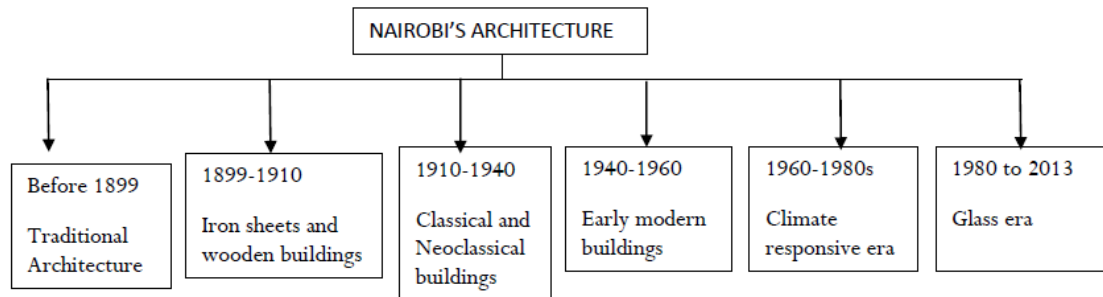 NAIROBI'S ARCHITECTURE
Before 1899
Traditional
Architecture
1899-1910
Iron sheets and
wooden buildings
1910-1940
Classical and
Neoclassical
buildings
1940-1960
Early modern
buildings
1960-1980s
Climate
responsive era
1980 to 2013
Glass era